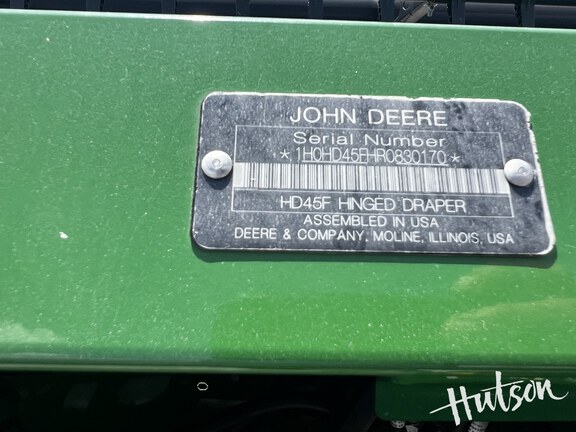 JOHN DEERE
Serial Number
*1H0HD45FHR0830170*
HD45F HINGED DRAPER
ASSEMBLED IN USA
DEERE & COMPANY, MOLINE, ILLINOIS, USA
Hutson